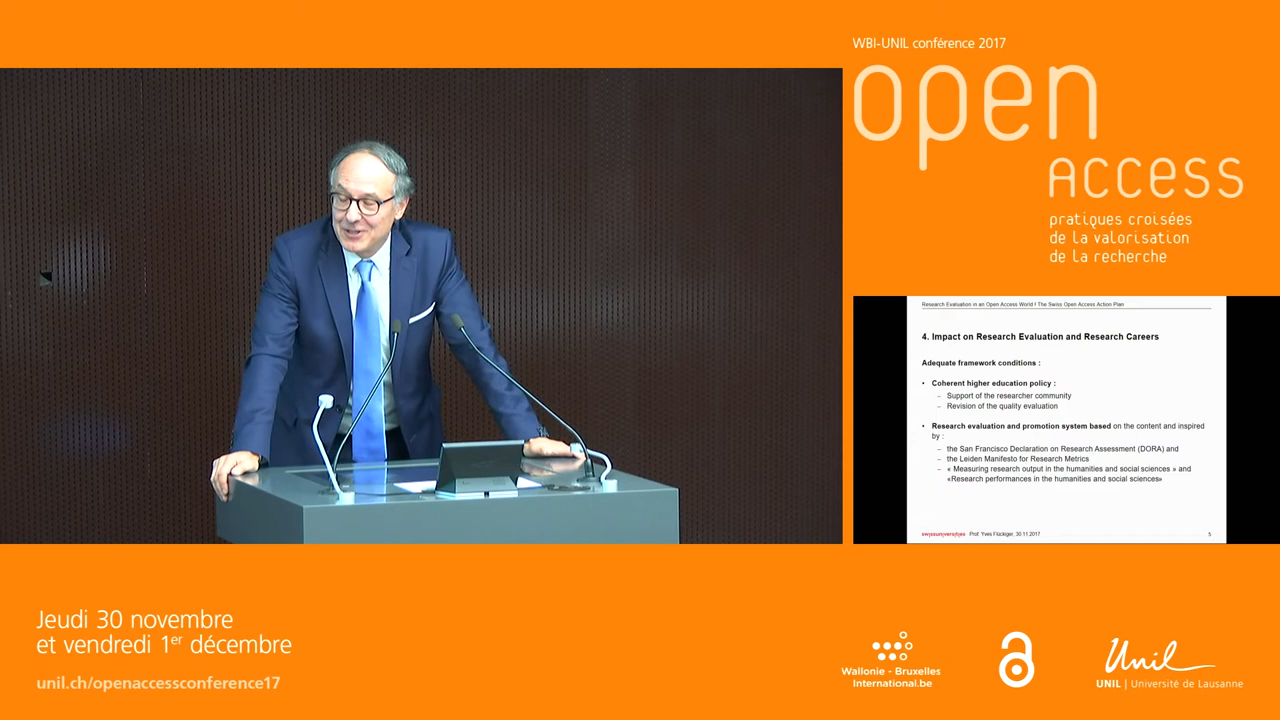 WBI-UNIL conférence 2017
open
ACCESS
pratiques croisées
de la valorisation
de la recherche
Research Evaluation in an Open Access World ! The Swiss Open Access Action Plan
4. Impact on Research Evaluation and Research Careers
Adequate framework conditions :
• Coherent higher education policy :
– Support of the researcher community
– Revision of the quality evaluation
• Research evaluation and promotion system based on the content and inspired
by :
– the San Francisco Declaration on Research Assessment (DORA) and
– the Leiden Manifesto for Research Metrics
– « Measuring research output in the humanities and social sciences » and
«Research performances in the humanities and social sciences»
swissuniversities Prof. Yves Flückiger, 30.11.2017 5
Jeudi 30 novembre
et vendredi 1er décembre
unil.ch/openaccessconference17
Wallonie - Bruxelles
International.be
Unil
UNIL | Université de Lausanne